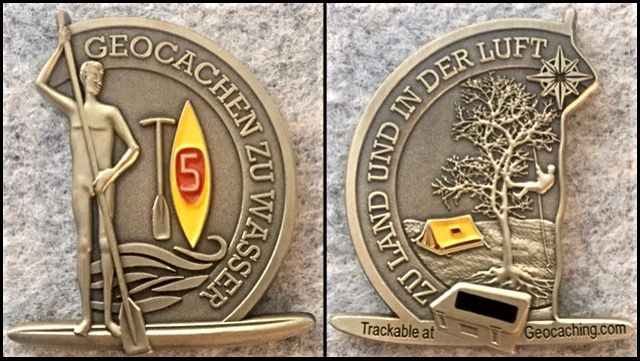 GEOCACHEN ZU WASSER
5
ZU LAND UND IN DER LUFT
Trackable at
Geocaching.com